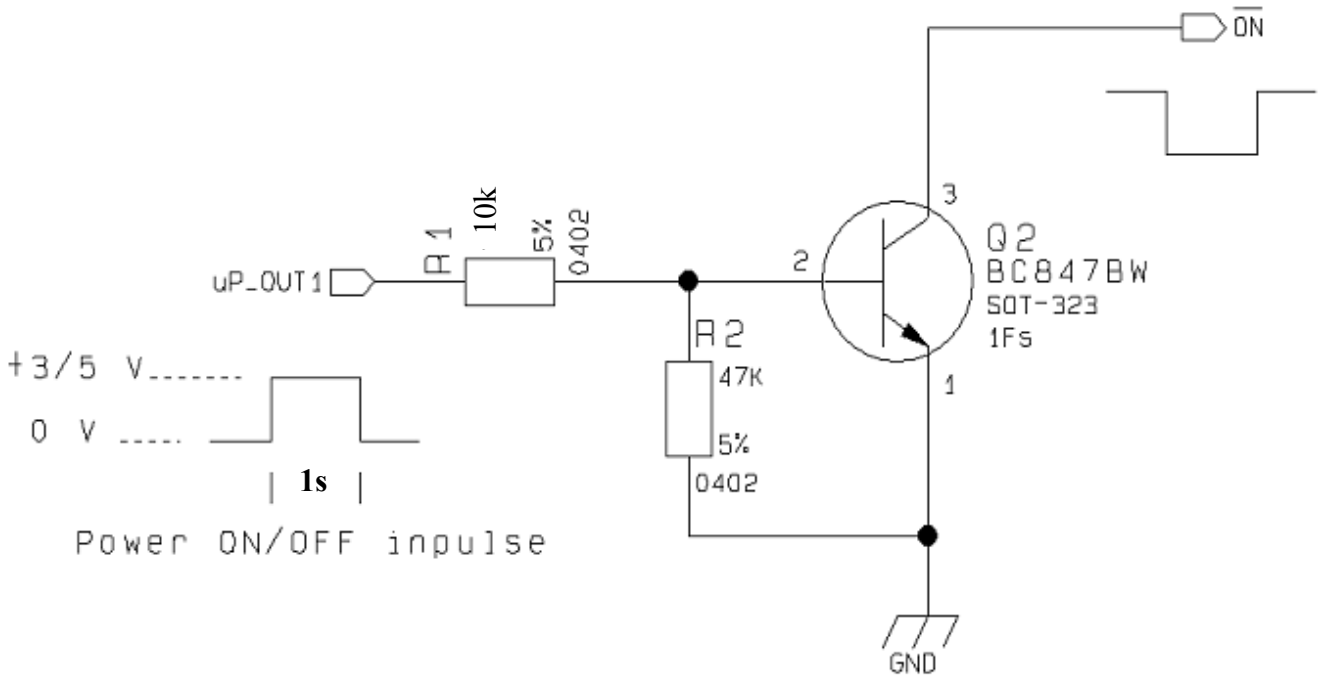 ON
3
Q2
BC847BW
SOT-323
1Fs
2
R1
10k
5%
0402
uP_OUT1
R2
47K
5%
0402
1
+3/5 V
0 V
1s
Power ON/OFF inpulse
GND